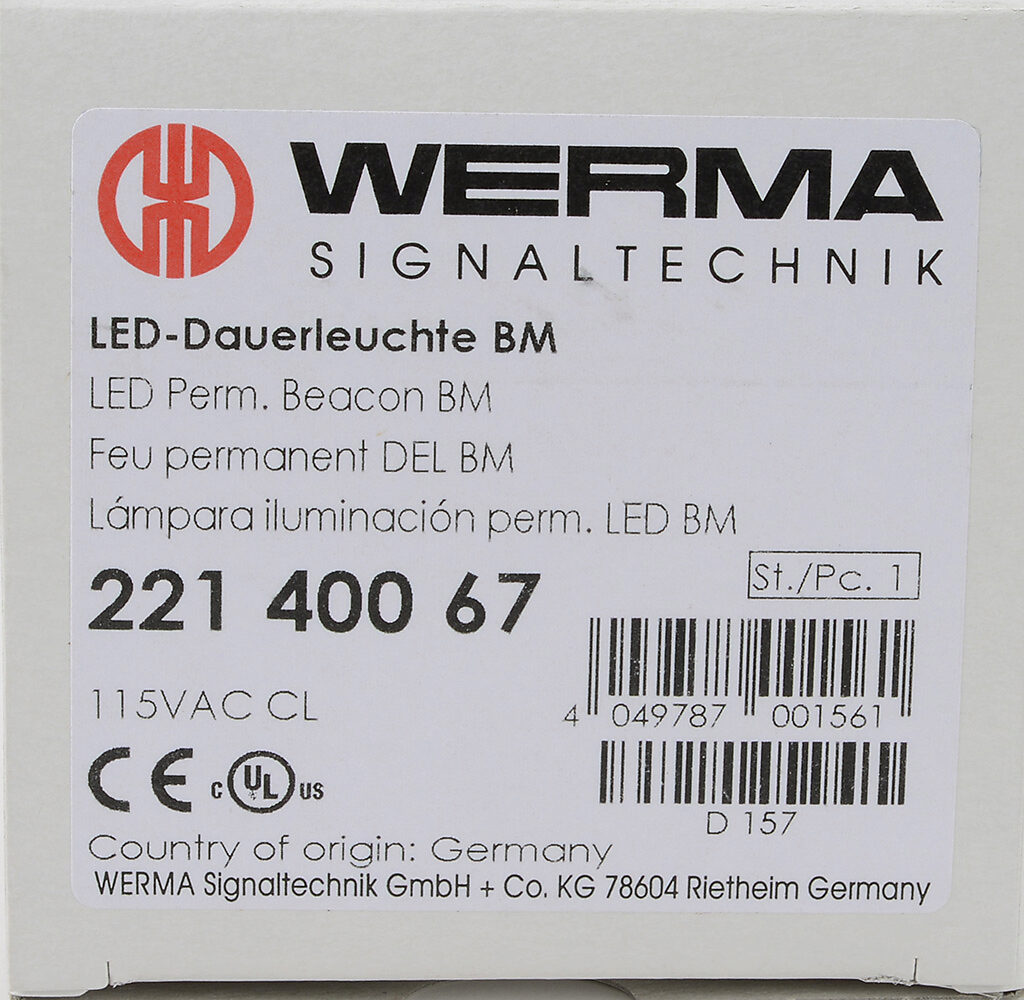 WERMA
SIGNALTECHNIK
LED-Dauerleuchte BM
LED Perm. Beacon BM
Feu permanent DEL BM
Lámpara iluminación perm. LED BM
221 400 67
St./Pc. 1
115VAC CL
4 049787 001561
CE c UL US
D 157
Country of origin: Germany
WERMA Signaltechnik GmbH + Co. KG 78604 Rietheim Germany